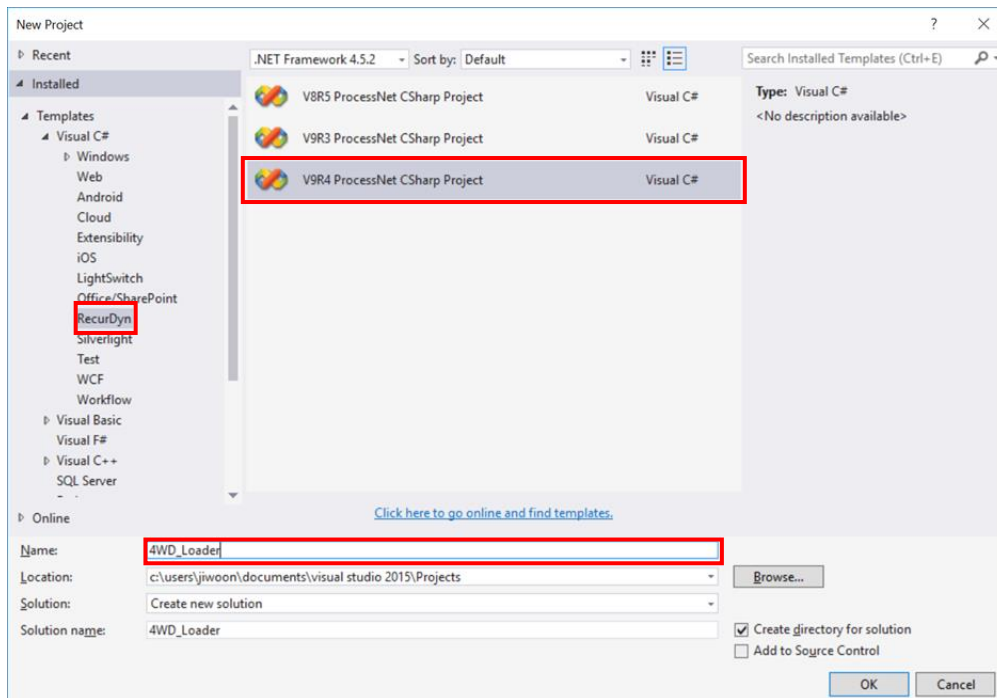 New Project
?
Recent
.NET Framework 4.5.2
Sort by: Default
Search Installed Templates (Ctrl+E)
Installed
Templates
Visual C#
Windows
Web
Android
Cloud
Extensibility
iOS
LightSwitch
Office/SharePoint
RecurDyn
Silverlight
Test
WCF
Workflow
Visual Basic
Visual F#
Visual C++
SQL Server
Online
V8R5 ProcessNet CSharp Project Visual C#
V9R3 ProcessNet CSharp Project Visual C#
V9R4 ProcessNet CSharp Project Visual C#
Type: Visual C#
<No description available>
Click here to go online and find templates.
Name: 4WD_Loader
Location: c:\users\jiwoon\documents\visual studio 2015\Projects
Browse...
Solution: Create new solution
Solution name: 4WD_Loader
Create directory for solution
Add to Source Control
OK
Cancel